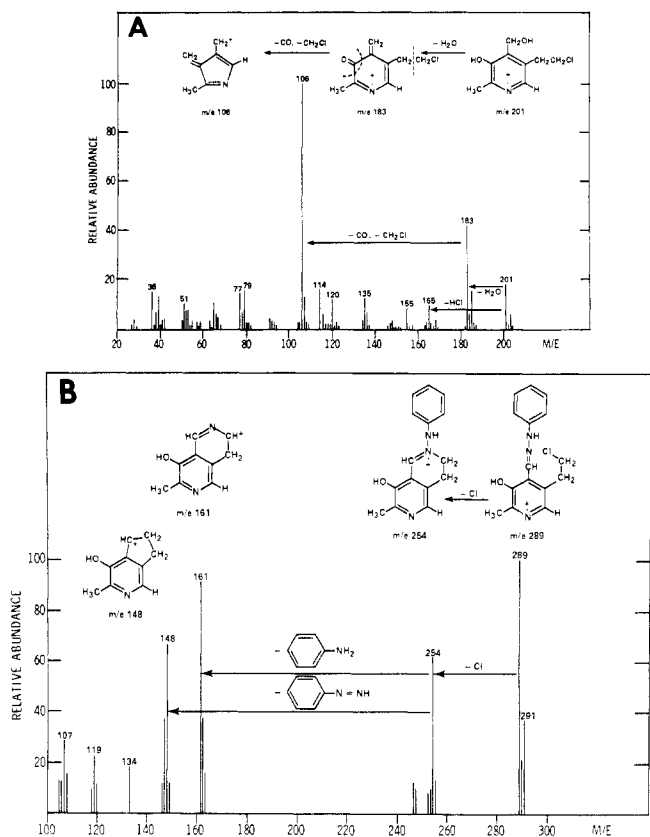 A
CH₂⁺
CH₂
H
H₂C
N
m/e 106
−CO, −CH₂Cl
CH₂
O
CH₂ CH₂Cl
+
H₃C
N
H
m/e 183
−H₂O
CH₂OH
HO
CH₂CH₂Cl
+
H₃C
N
H
m/e 201
RELATIVE ABUNDANCE
100
80
60
40
20
106
183
−CO, −CH₂Cl
36
51
77
79
114
120
135
155
165
201
−HCl
−H₂O
20 40 60 80 100 120 140 160 180 200 M/E
B
N
CH⁺
HO
H₃C
N
H
m/e 161
NH
HC
N
+
CH₂
CH₂
HO
H₃C
N
H
m/e 254
− Cl
NH
N
CH
Cl
CH₂
CH₂
HO
H₃C
N
+
H
m/e 289
CH
+
CH₂
CH₂
HO
H₃C
N
H
m/e 148
RELATIVE ABUNDANCE
100
80
60
40
20
161
148
254
289
291
− NH₂
− Cl
− N = NH
107
119
134
100 120 140 160 180 200 220 240 260 280 300 M/E